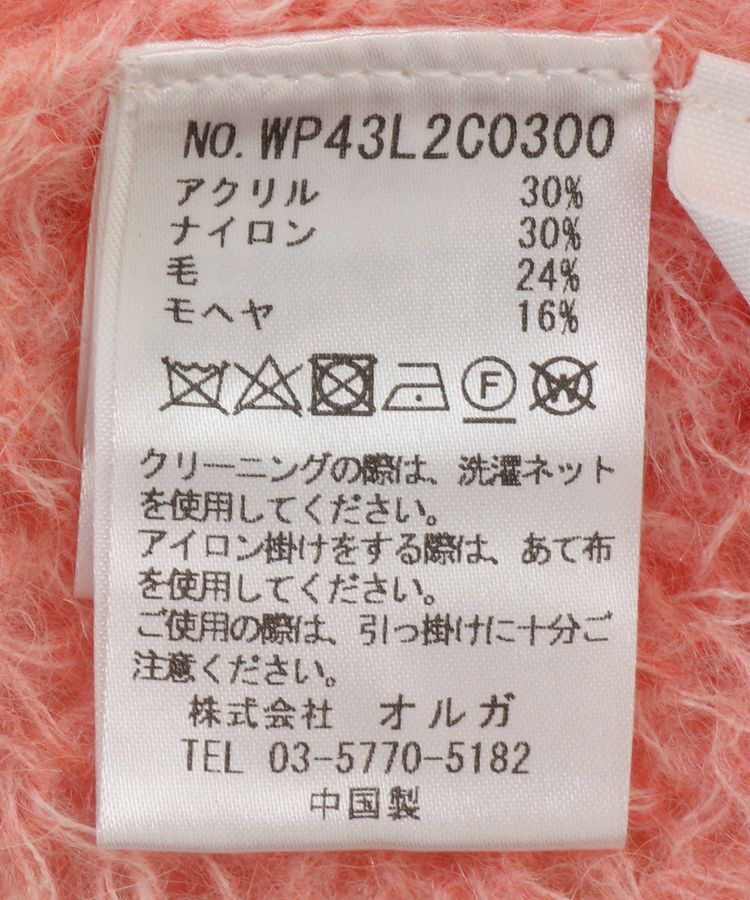 NO. WP43L2C0300
アクリル 30%
ナイロン 30%
毛 24%
モヘヤ 16%
F W
クリーニングの際は、洗濯ネット
を使用してください。
アイロン掛けをする際は、あて布
を使用してください。
ご使用の際は、引っ掛けに十分ご
注意ください。
株式会社 オルガ
TEL 03-5770-5182
中国製